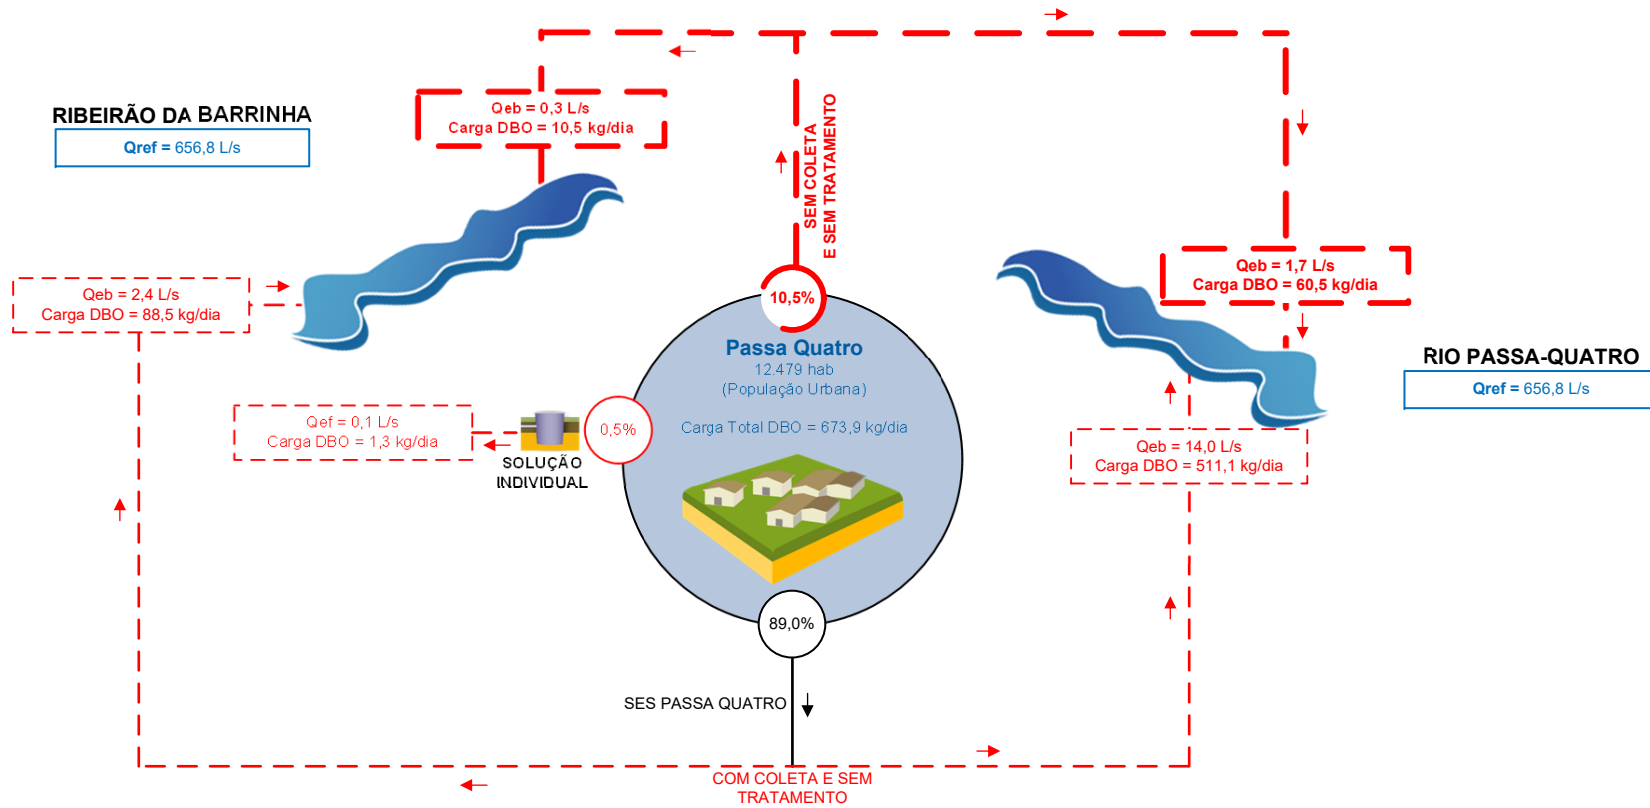 RIBEIRÃO DA BARRINHA
Qref = 656,8 L/s
Qeb = 0,3 L/s
Carga DBO = 10,5 kg/dia
SEM COLETA
E SEM TRATAMENTO
Qeb = 2,4 L/s
Carga DBO = 88,5 kg/dia
Qeb = 1,7 L/s
Carga DBO = 60,5 kg/dia
RIO PASSA-QUATRO
Qref = 656,8 L/s
10,5%
Passa Quatro
12.479 hab
(População Urbana)
Carga Total DBO = 673,9 kg/dia
Qef = 0,1 L/s
Carga DBO = 1,3 kg/dia
0,5%
SOLUÇÃO
INDIVIDUAL
Qeb = 14,0 L/s
Carga DBO = 511,1 kg/dia
89,0%
SES PASSA QUATRO
COM COLETA E SEM
TRATAMENTO